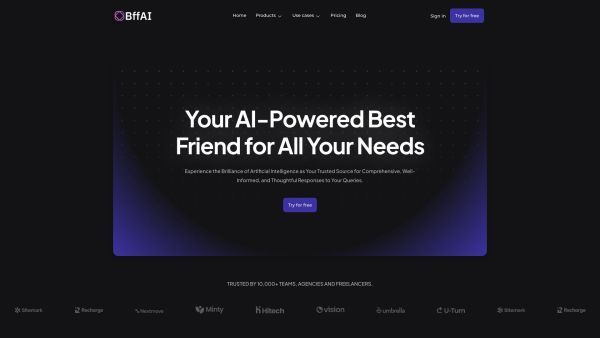 BffAI
Home Products Use cases Pricing Blog
Sign in Try for free
Your AI-Powered Best
Friend for All Your Needs
Experience the Brilliance of Artificial Intelligence as Your Trusted Source for Comprehensive, Well-
Informed, and Thoughtful Responses to Your Queries.
Try for free
TRUSTED BY 10,000+ TEAMS, AGENCIES AND FREELANCERS.
Sitemark Recharge Nextmove Minty Hitech vision umbrella U-Turn Sitemark Recharge